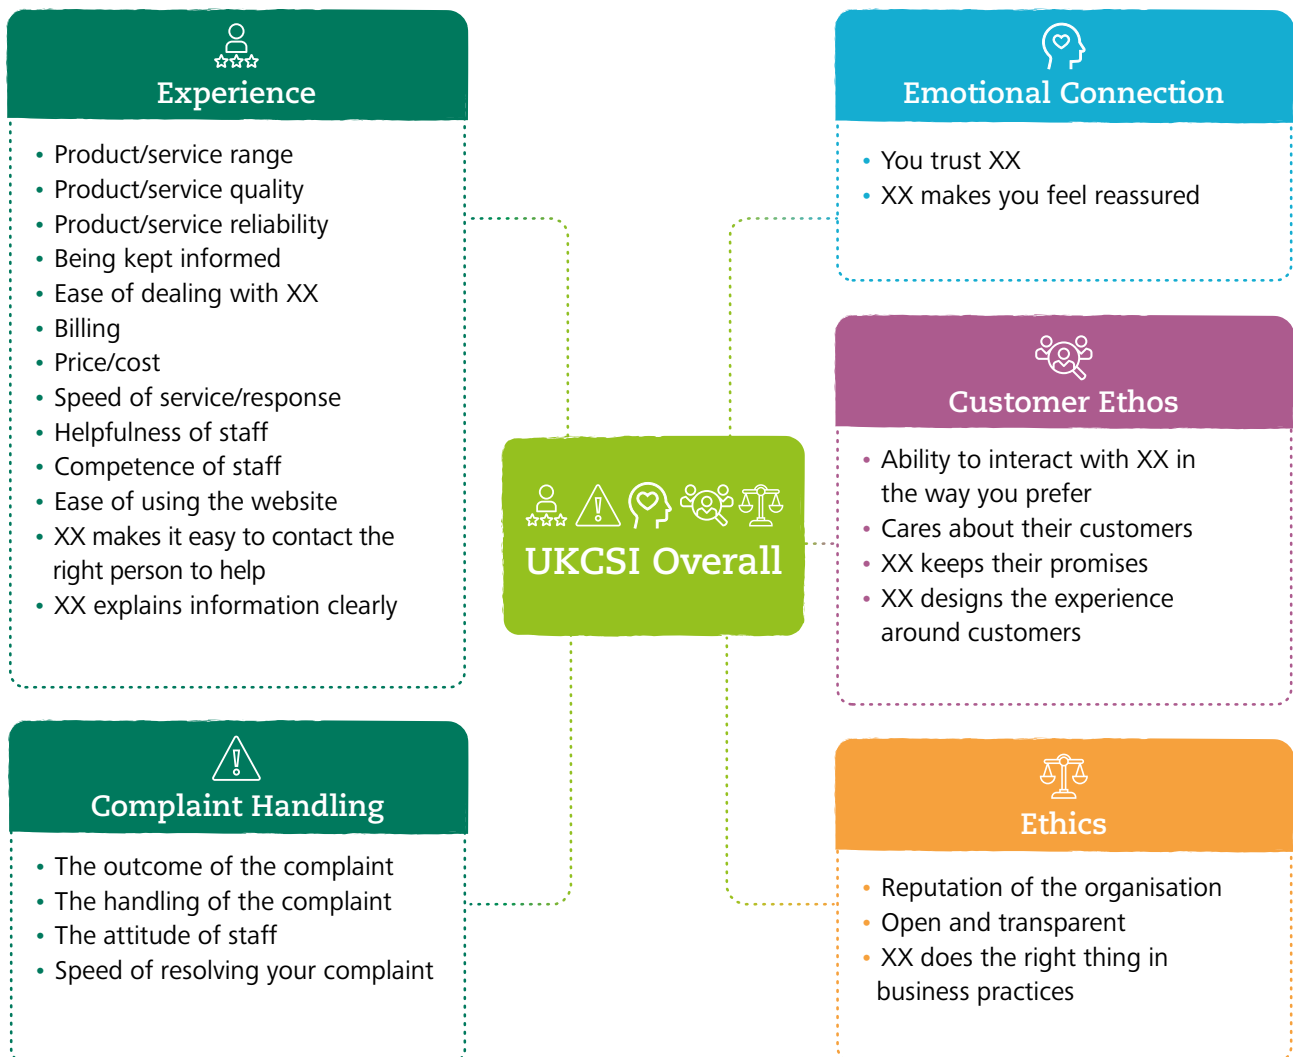 Experience
• Product/service range
• Product/service quality
• Product/service reliability
• Being kept informed
• Ease of dealing with XX
• Billing
• Price/cost
• Speed of service/response
• Helpfulness of staff
• Competence of staff
• Ease of using the website
• XX makes it easy to contact the
right person to help
• XX explains information clearly
Complaint Handling
• The outcome of the complaint
• The handling of the complaint
• The attitude of staff
• Speed of resolving your complaint
UKCSI Overall
Emotional Connection
• You trust XX
• XX makes you feel reassured
Customer Ethos
• Ability to interact with XX in
the way you prefer
• Cares about their customers
• XX keeps their promises
• XX designs the experience
around customers
Ethics
• Reputation of the organisation
• Open and transparent
• XX does the right thing in
business practices